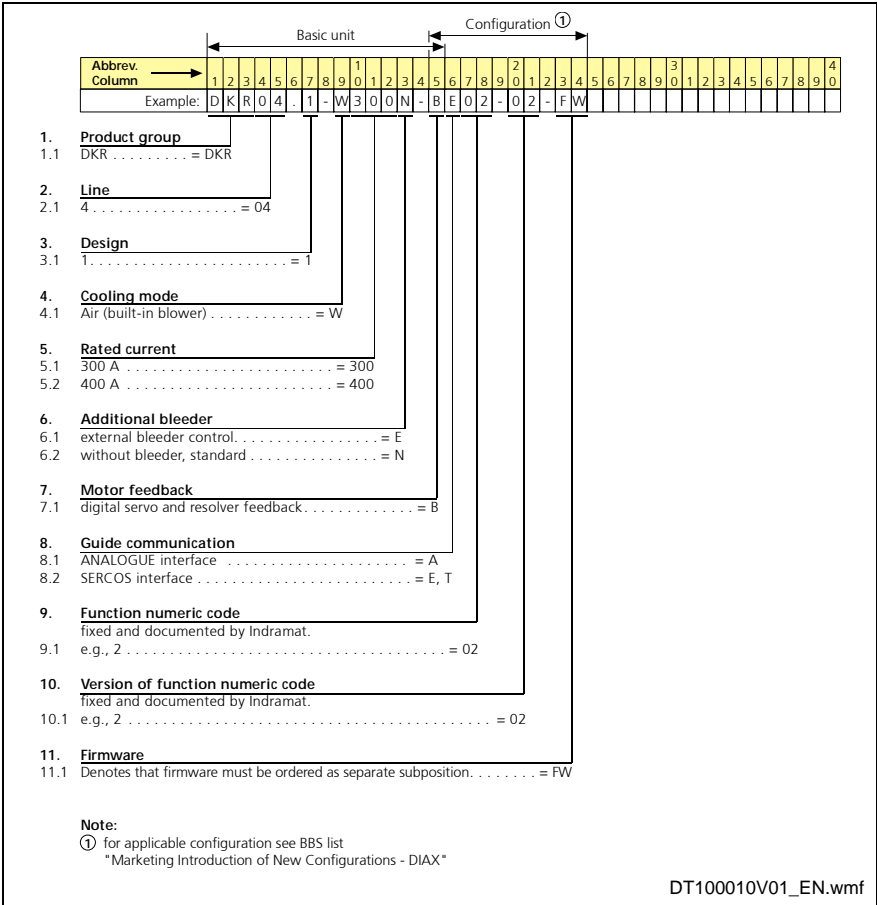 Basic unit
Configuration ①
Abbrev. Column 1 2 3 4 5 6 7 8 9 10 1 2 3 4 5 6 7 8 9 20 1 2 3 4 5 6 7 8 9 30 1 2 3 4 5 6 7 8 9 40
Example: D K R 0 4 . 1 - W 3 0 0 N - B E 0 2 - 0 2 - F W
1. Product group
1.1 DKR . . . . . . . . . = DKR
2. Line
2.1 4 . . . . . . . . . . . . . . . . . = 04
3. Design
3.1 1. . . . . . . . . . . . . . . . . . . . . . . = 1
4. Cooling mode
4.1 Air (built-in blower) . . . . . . . . . . . . = W
5. Rated current
5.1 300 A . . . . . . . . . . . . . . . . . . . . . . . . = 300
5.2 400 A . . . . . . . . . . . . . . . . . . . . . . . . = 400
6. Additional bleeder
6.1 external bleeder control. . . . . . . . . . . . . . . . . = E
6.2 without bleeder, standard . . . . . . . . . . . . . . . = N
7. Motor feedback
7.1 digital servo and resolver feedback. . . . . . . . . . . . . = B
8. Guide communication
8.1 ANALOGUE interface . . . . . . . . . . . . . . . . . . . . . = A
8.2 SERCOS interface . . . . . . . . . . . . . . . . . . . . . . . . = E, T
9. Function numeric code
fixed and documented by Indramat.
9.1 e.g., 2 . . . . . . . . . . . . . . . . . . . . . . . . . . . . . . . . . . . . = 02
10. Version of function numeric code
fixed and documented by Indramat.
10.1 e.g., 2 . . . . . . . . . . . . . . . . . . . . . . . . . . . . . . . . . . . . . . . . . = 02
11. Firmware
11.1 Denotes that firmware must be ordered as separate subposition. . . . . . . . = FW
Note:
① for applicable configuration see BBS list
"Marketing Introduction of New Configurations - DIAX"
DT100010V01_EN.wmf